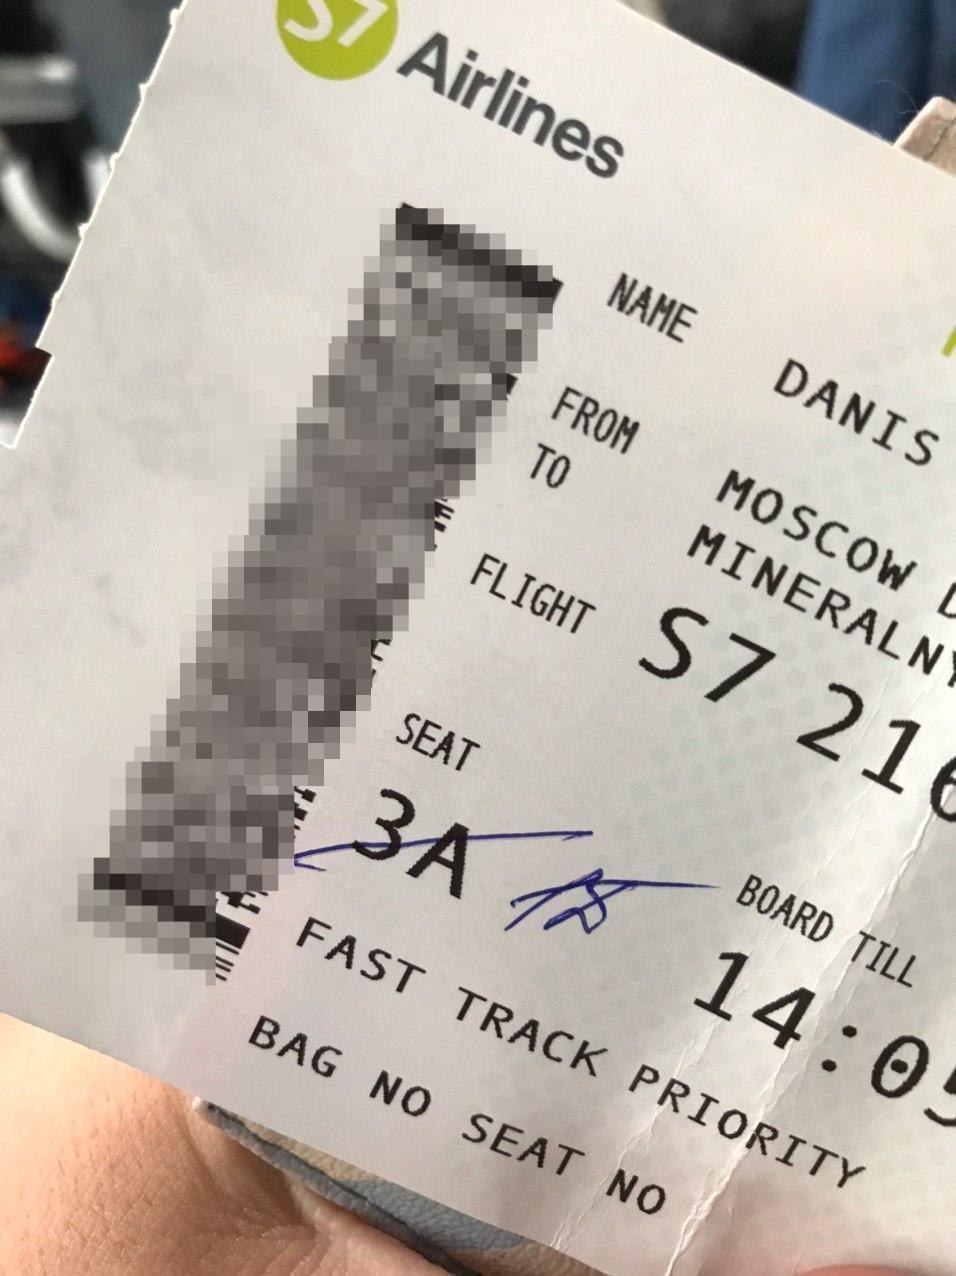 S7 Airlines
NAME
DANIS
FROM MOSCOW
TO
FLIGHT S7 216
SEAT
3A
BOARD TILL
14:05
FAST TRACK PRIORITY
BAG NO SEAT NO